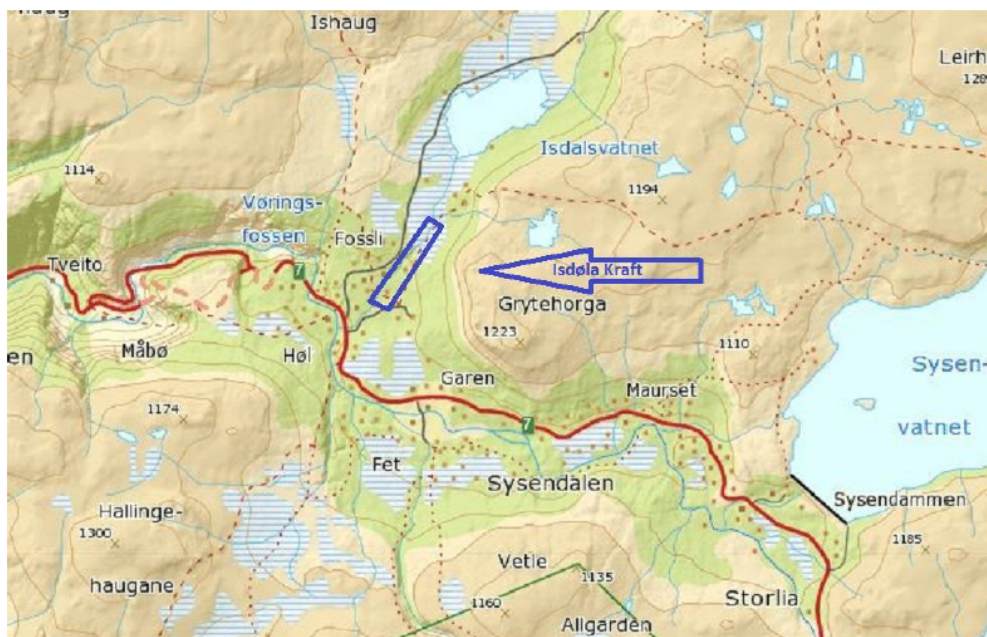 Ishaug
Leirh
Isdalsvatnet
1114
1194
Vørings-
fossen
Fossli
Tveito
7
Isdøla Kraft
Grytehorga
1223
Måbø
Høl
1110
en
Garen
Maurset
Sysen-
vatnet
1174
7
Fet
Sysendalen
Sysendammen
Hallinge-
1300
haugane
Vetle
1135
1185
1160
Storlia
Allgarden